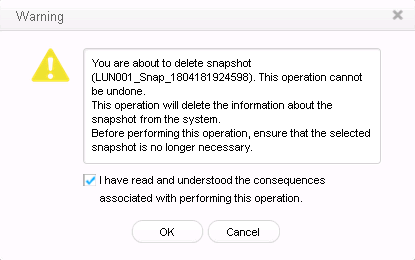 Warning
You are about to delete snapshot
(LUN001_Snap_1804181924598). This operation cannot
be undone.
This operation will delete the information about the
snapshot from the system.
Before performing this operation, ensure that the selected
snapshot is no longer necessary.
I have read and understood the consequences
associated with performing this operation.
OK Cancel